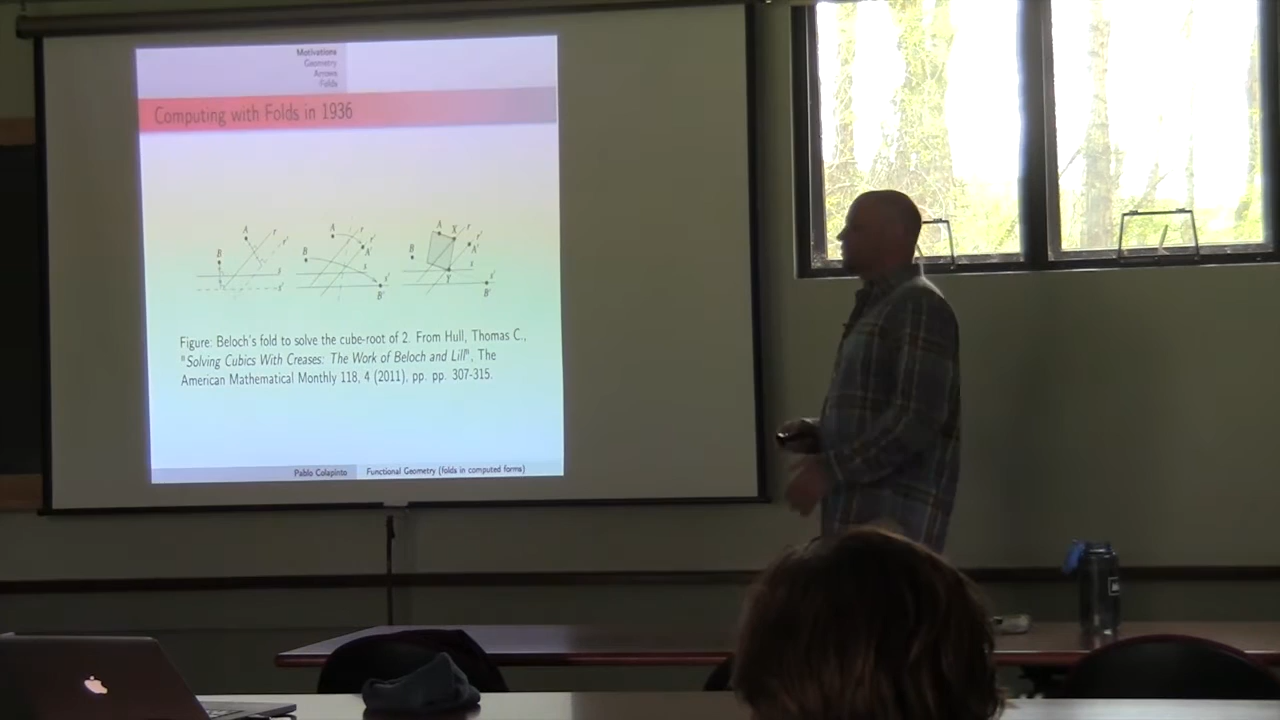 Motivations
Geometry
Arrows
Folds
Computing with Folds in 1936
A
r
r'
B
s
s'
A
r
r'
B
A'
s
s'
B'
A
X
r
r'
B
A'
s
Y
s'
B'
Figure: Beloch's fold to solve the cube-root of 2. From Hull, Thomas C.,
"Solving Cubics With Creases: The Work of Beloch and Lill", The
American Mathematical Monthly 118, 4 (2011), pp. pp. 307-315.
Pablo Colapinto Functional Geometry (folds in computed forms)